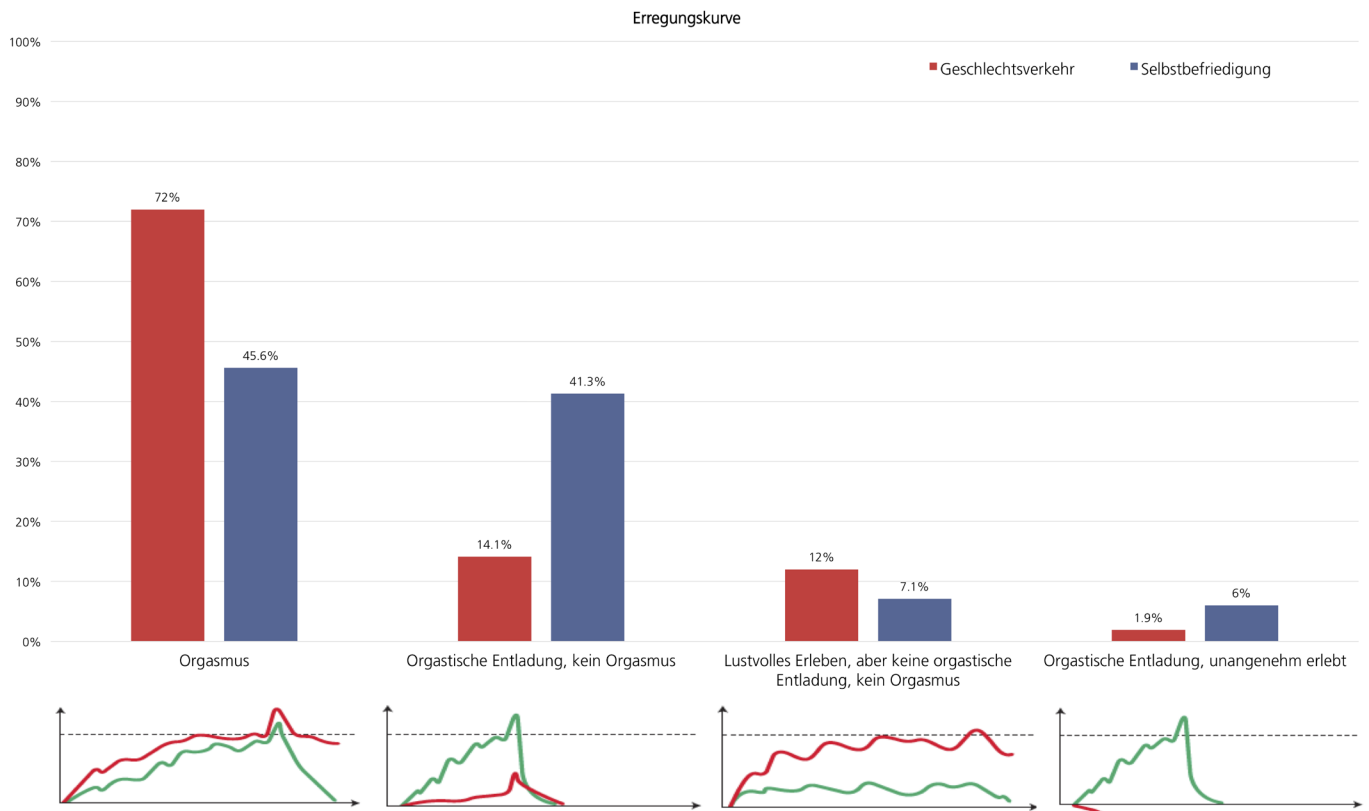 Erregungskurve
100%
Geschlechtsverkehr
Selbstbefriedigung
90%
80%
72%
70%
60%
50%
45.6%
41.3%
40%
30%
20%
14.1%
12%
10%
7.1%
6%
1.9%
0%
Orgasmus
Orgastische Entladung, kein Orgasmus
Lustvolles Erleben, aber keine orgastische
Entladung, kein Orgasmus
Orgastische Entladung, unangenehm erlebt